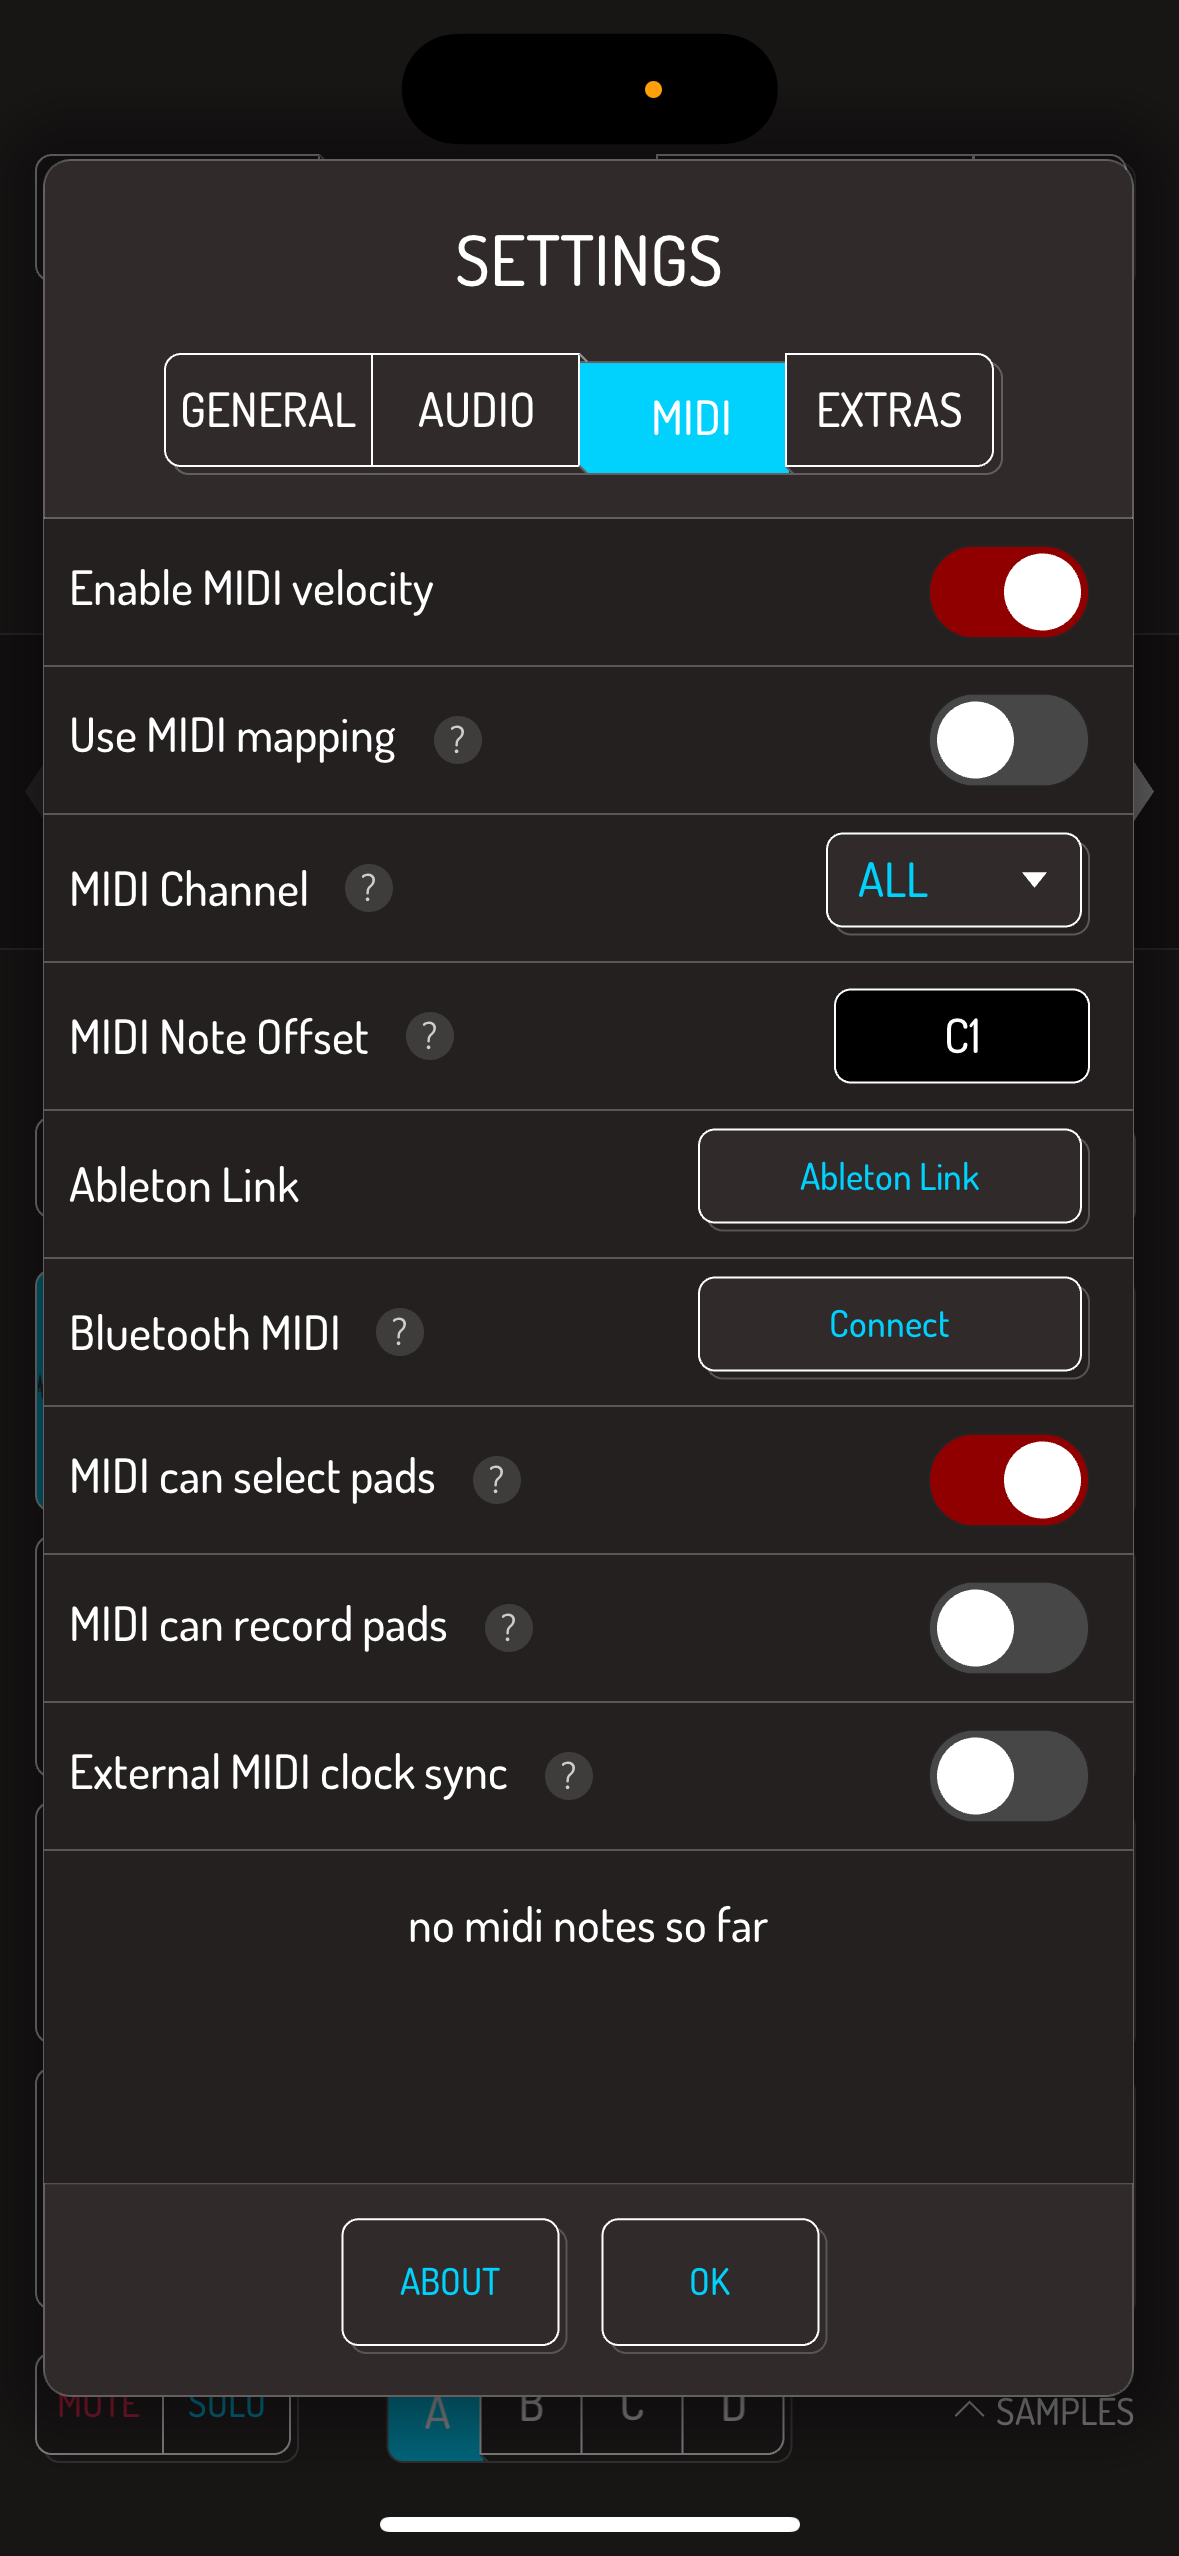 SETTINGS
GENERAL AUDIO MIDI EXTRAS
Enable MIDI velocity
Use MIDI mapping ?
MIDI Channel ? ALL
MIDI Note Offset ? C1
Ableton Link Ableton Link
Bluetooth MIDI ? Connect
MIDI can select pads ?
MIDI can record pads ?
External MIDI clock sync ?
no midi notes so far
ABOUT OK
MUTE SOLO A B C D SAMPLES